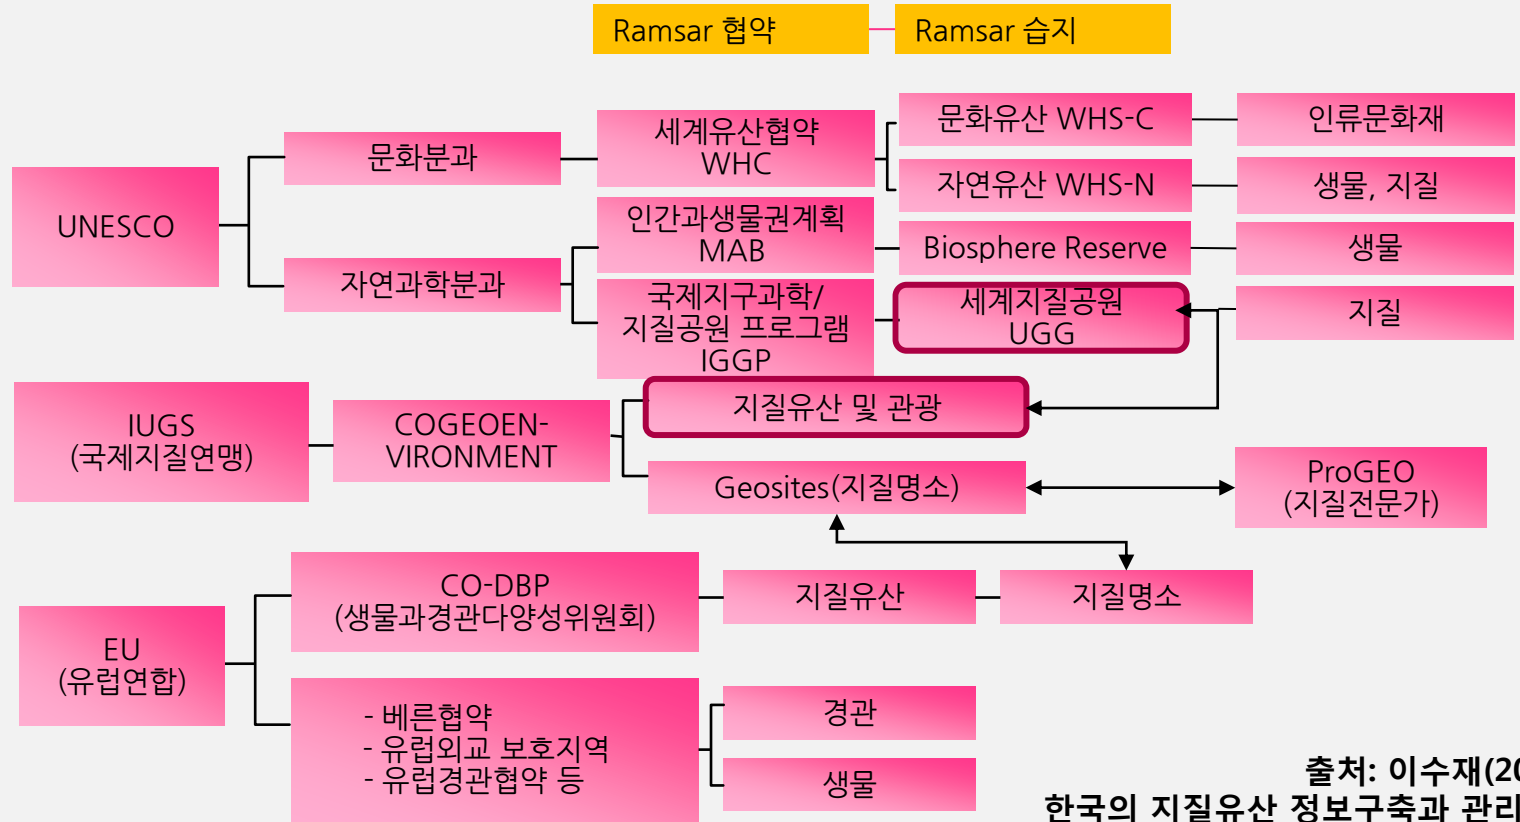 Ramsar 협약
Ramsar 습지
UNESCO
문화분과
자연과학분과
세계유산협약
WHC
인간과생물권계획
MAB
국제지구과학/
지질공원 프로그램
IGGP
문화유산 WHS-C
자연유산 WHS-N
Biosphere Reserve
세계지질공원
UGG
인류문화재
생물, 지질
생물
지질
IUGS
(국제지질연맹)
COGEOEN-
VIRONMENT
지질유산 및 관광
Geosites(지질명소)
ProGEO
(지질전문가)
EU
(유럽연합)
CO-DBP
(생물과경관다양성위원회)
지질유산
지질명소
- 베른협약
- 유럽외교 보호지역
- 유럽경관협약 등
경관
생물
출처: 이수재(20
한국의 지질유산 정보구축과 관리